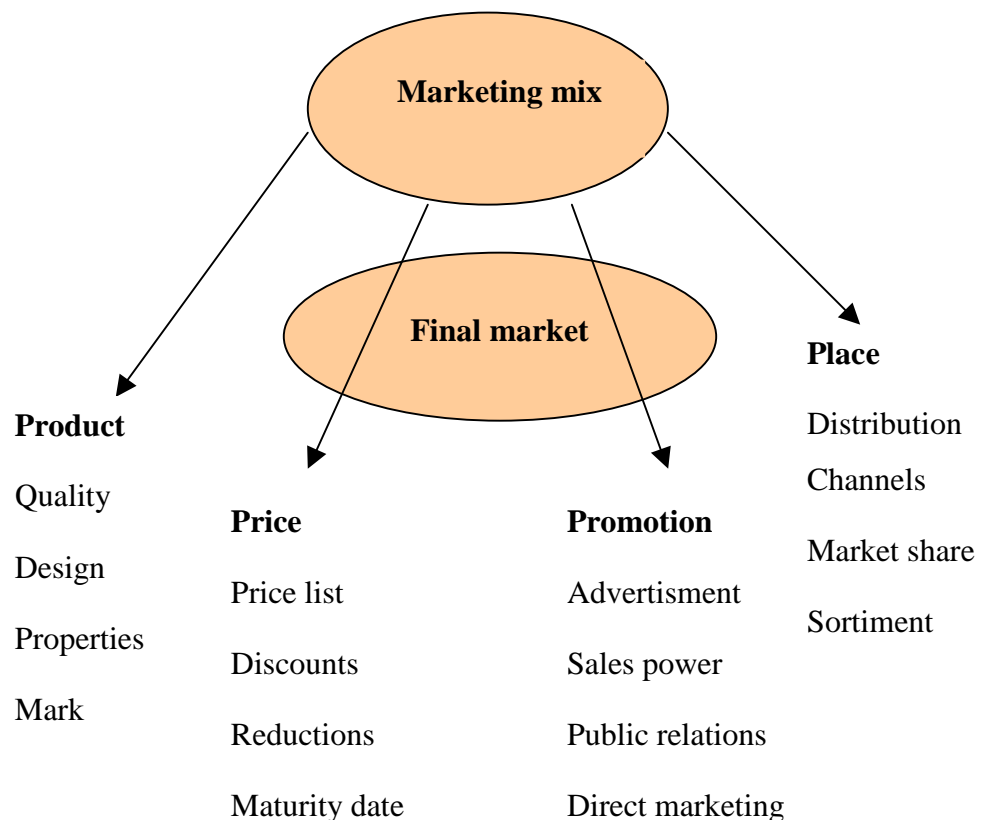 Marketing mix
Final market
Product
Quality
Design
Properties
Mark
Price
Price list
Discounts
Reductions
Maturity date
Promotion
Advertisment
Sales power
Public relations
Direct marketing
Place
Distribution
Channels
Market share
Sortiment